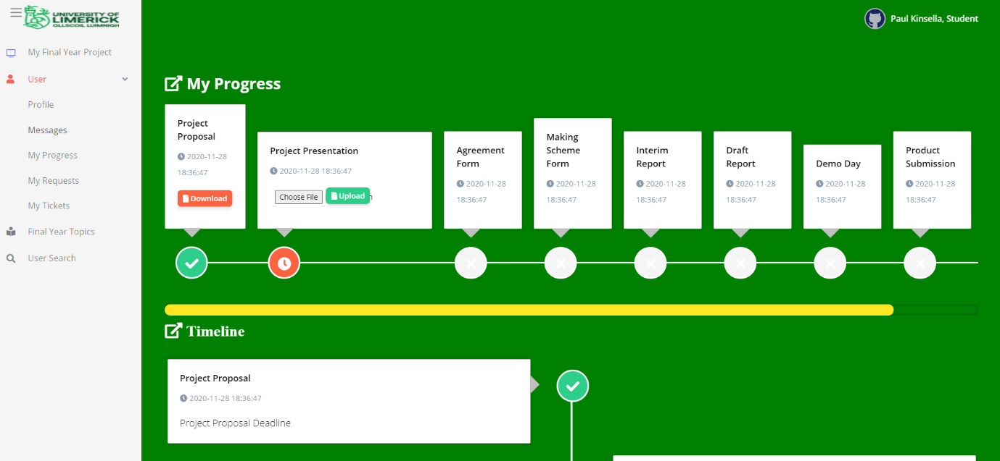 UNIVERSITY OF
LIMERICK
OLLSCOIL LUIMNIGH
My Final Year Project
User
Profile
Messages
My Progress
My Requests
My Tickets
Final Year Topics
User Search
Paul Kinsella, Student
My Progress
Project
Proposal
2020-11-28
18:36:47
Download
Project Presentation
2020-11-28 18:36:47
Choose File
Upload
Agreement
Form
2020-11-28
18:36:47
Making
Scheme
Form
2020-11-28
18:36:47
Interim
Report
2020-11-28
18:36:47
Draft
Report
2020-11-28
18:36:47
Demo Day
2020-11-28
18:36:47
Product
Submission
2020-11-28
18:36:47
Timeline
Project Proposal
2020-11-28 18:36:47
Project Proposal Deadline